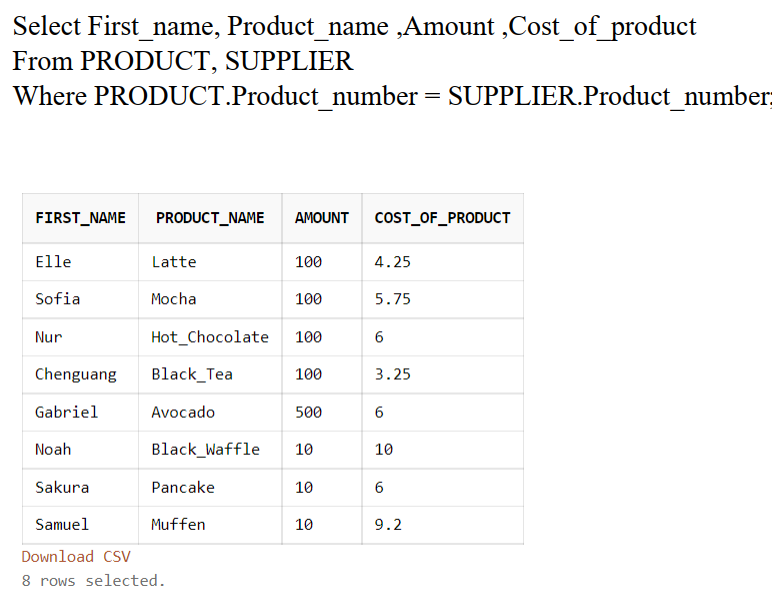 Select First_name, Product_name ,Amount ,Cost_of_product
From PRODUCT, SUPPLIER
Where PRODUCT.Product_number = SUPPLIER.Product_number;
FIRST_NAME PRODUCT_NAME AMOUNT COST_OF_PRODUCT
Elle Latte 100 4.25
Sofia Mocha 100 5.75
Nur Hot_Chocolate 100 6
Chenguang Black_Tea 100 3.25
Gabriel Avocado 500 6
Noah Black_Waffle 10 10
Sakura Pancake 10 6
Samuel Muffen 10 9.2
Download CSV
8 rows selected.